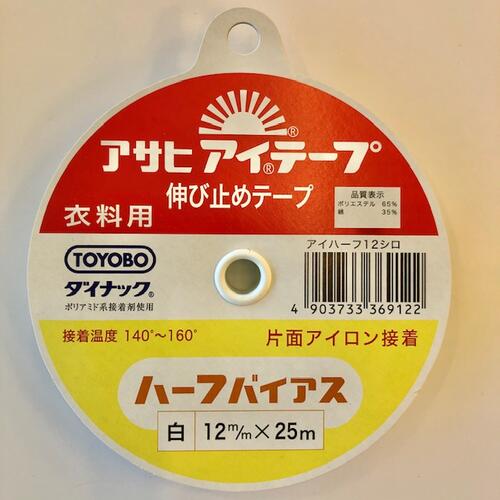 アサヒ アイ®テープ®
伸び止めテープ
衣料用
品質表示
ポリエステル 65%
綿 35%
TOYOBO
ダイナック®
ポリアミド系接着剤使用
アイハーフ12シロ
4 903733 369122
接着温度 140°~160°
片面アイロン接着
ハーフバイアス
白 12m/m×25m